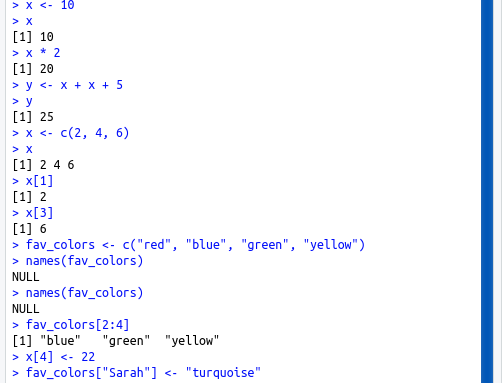 > x <- 10
> x
[1] 10
> x * 2
[1] 20
> y <- x + x + 5
> y
[1] 25
> x <- c(2, 4, 6)
> x
[1] 2 4 6
> x[1]
[1] 2
> x[3]
[1] 6
> fav_colors <- c("red", "blue", "green", "yellow")
> names(fav_colors)
NULL
> names(fav_colors)
NULL
> fav_colors[2:4]
[1] "blue"   "green"  "yellow"
> x[4] <- 22
> fav_colors["Sarah"] <- "turquoise"